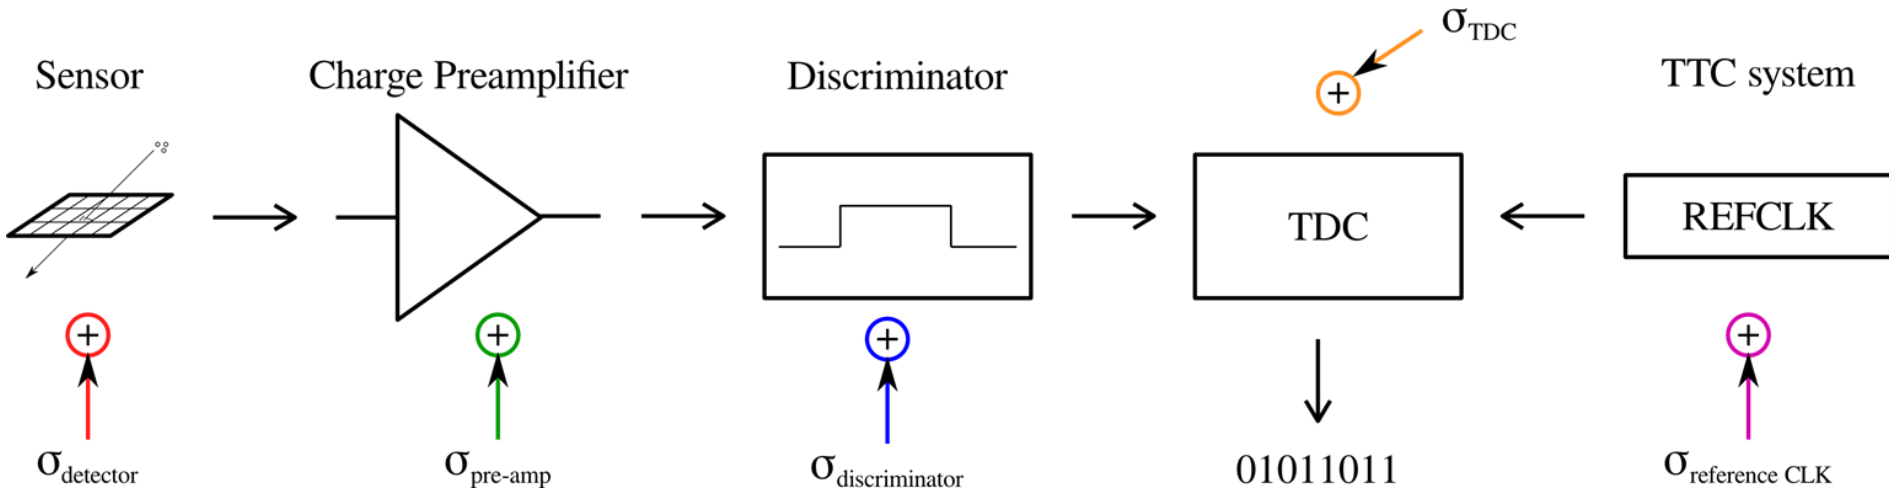 σTDC
Sensor
Charge Preamplifier
Discriminator
TTC system
TDC
REFCLK
σdetector
σpre-amp
σdiscriminator
01011011
σreference CLK